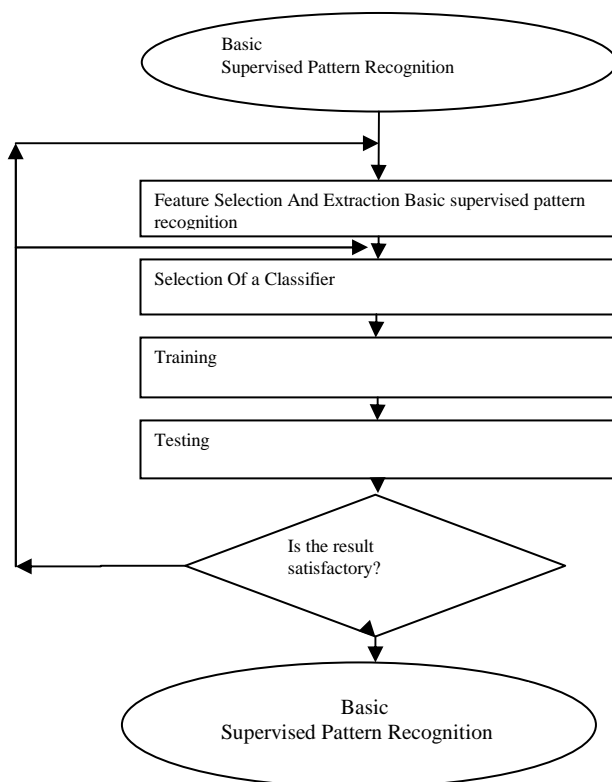 Basic
Supervised Pattern Recognition
Feature Selection And Extraction Basic supervised pattern
recognition
Selection Of a Classifier
Training
Testing
Is the result
satisfactory?
Basic
Supervised Pattern Recognition